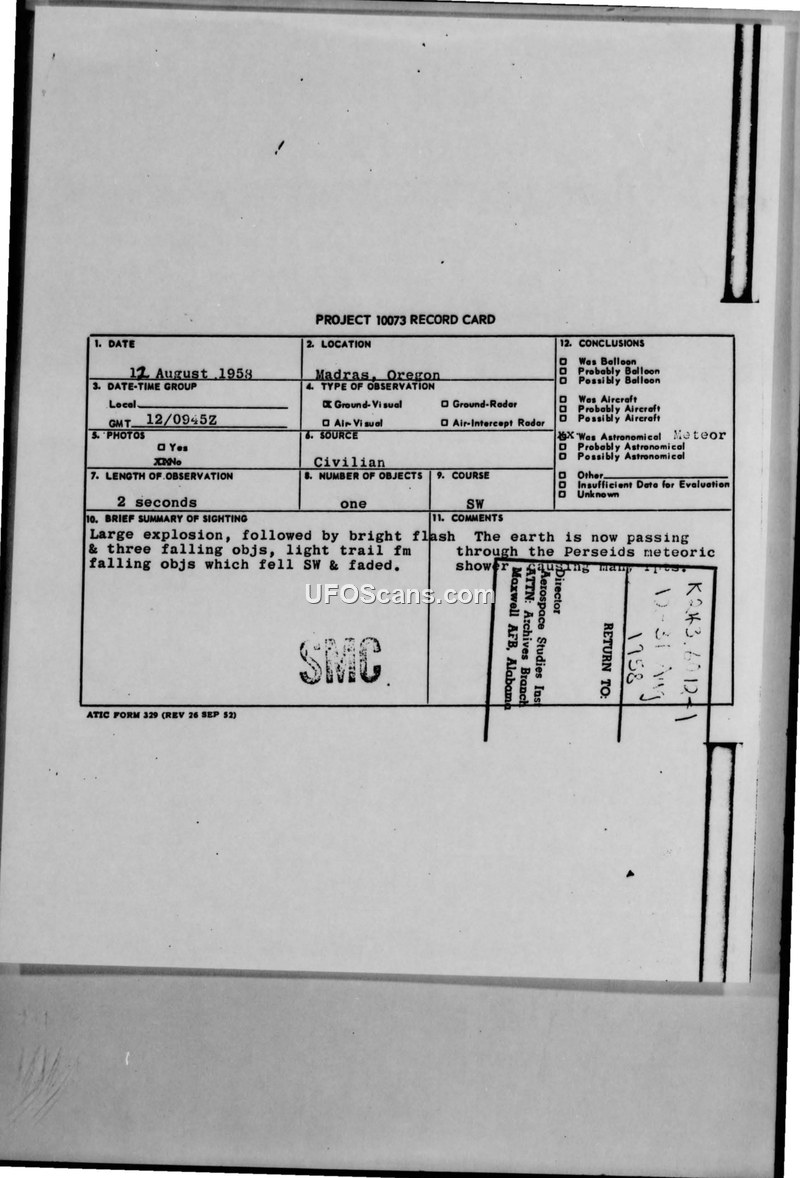 PROJECT 10073 RECORD CARD
1. DATE
12 August 1958
2. LOCATION
Madras, Oregon
3. DATE-TIME GROUP
Local
GMT 12/0945Z
4. TYPE OF OBSERVATION
Ground-Visual
Ground-Radar
Air-Visual
Air-Intercept Radar
5. PHOTOS
Yes
No
6. SOURCE
Civilian
7. LENGTH OF OBSERVATION
2 seconds
8. NUMBER OF OBJECTS
one
9. COURSE
SW
10. BRIEF SUMMARY OF SIGHTING
Large explosion, followed by bright flash
& three falling objs, light trail fm
falling objs which fell SW & faded.
11. COMMENTS
The earth is now passing
through the Perseids meteoric
shower causing many rpts.
12. CONCLUSIONS
Was Balloon
Probably Balloon
Possibly Balloon
Was Aircraft
Probably Aircraft
Possibly Aircraft
Was Astronomical Meteor
Probably Astronomical
Possibly Astronomical
Other
Insufficient Data for Evaluation
Unknown
SMC
RETURN TO:
Director
Aerospace Studies Ins
ATTN: Archives Branch
Maxwell AFB, Alabama
1958
ATIC FORM 329 (REV 26 SEP 52)
UFOScans.com